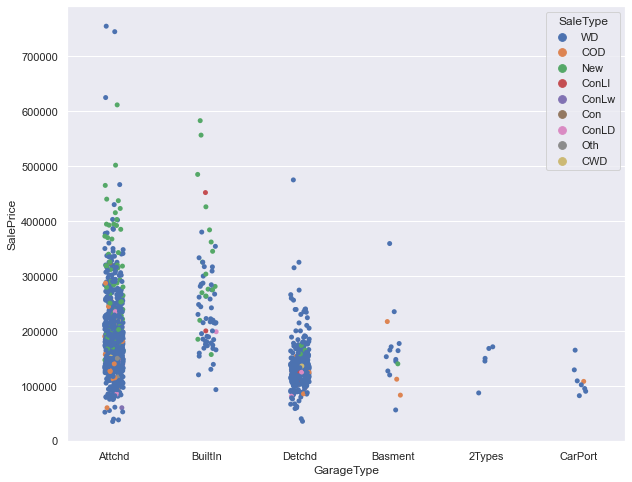 SaleType
WD
COD
New
ConLI
ConLw
Con
ConLD
Oth
CWD
700000
600000
500000
400000
300000
200000
100000
0
SalePrice
Attchd BuiltIn Detchd Basment 2Types CarPort
GarageType